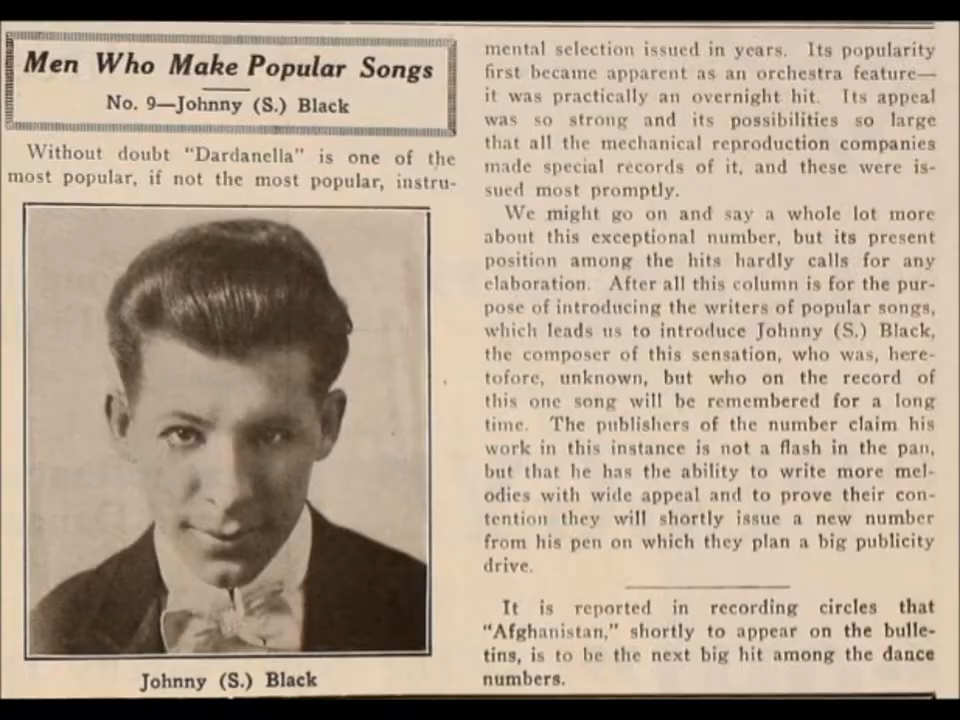 Men Who Make Popular Songs
No. 9—Johnny (S.) Black
Without doubt "Dardanella" is one of the
most popular, if not the most popular, instru-
Johnny (S.) Black
mental selection issued in years. Its popularity
first became apparent as an orchestra feature—
it was practically an overnight hit. Its appeal
was so strong and its possibilities so large
that all the mechanical reproduction companies
made special records of it, and these were is-
sued most promptly.
We might go on and say a whole lot more
about this exceptional number, but its present
position among the hits hardly calls for any
elaboration. After all this column is for the pur-
pose of introducing the writers of popular songs,
which leads us to introduce Johnny (S.) Black,
the composer of this sensation, who was, here-
tofore, unknown, but who on the record of
this one song will be remembered for a long
time. The publishers of the number claim his
work in this instance is not a flash in the pan,
but that he has the ability to write more mel-
odies with wide appeal and to prove their con-
tention they will shortly issue a new number
from his pen on which they plan a big publicity
drive.
It is reported in recording circles that
"Afghanistan," shortly to appear on the bulle-
tins, is to be the next big hit among the dance
numbers.